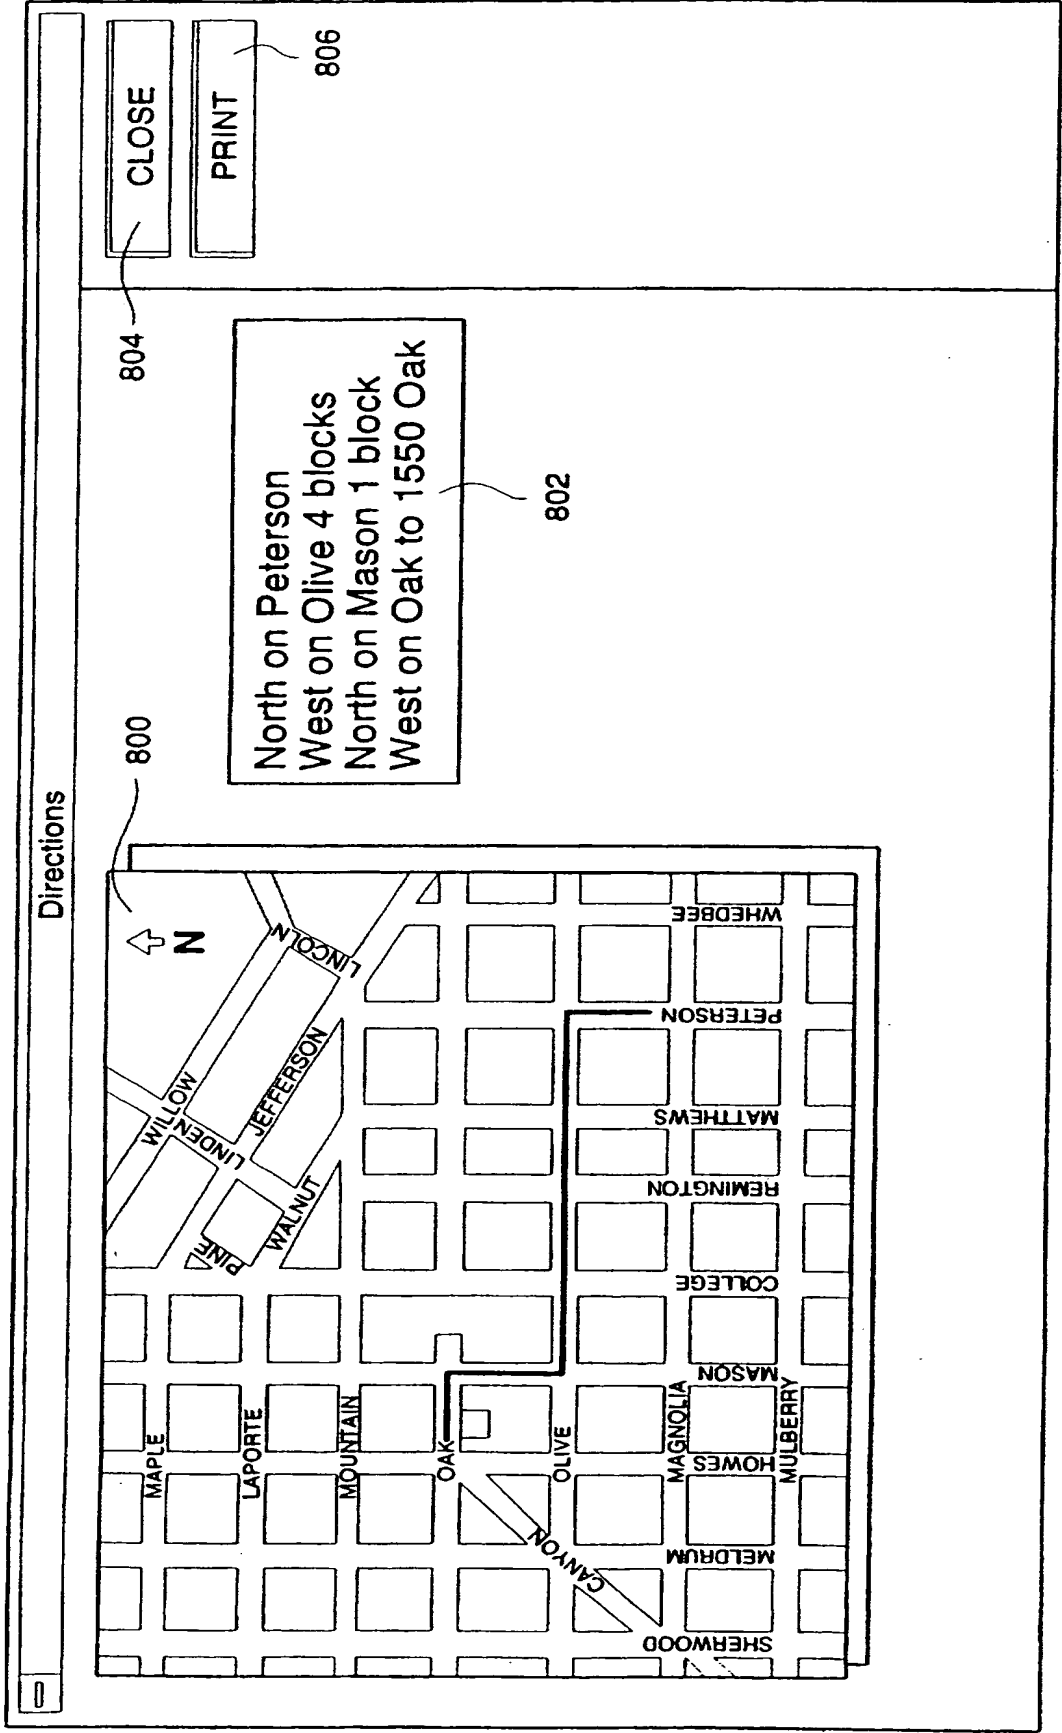 Directions
800
N
WILLOW
LINDEN
LINCOLN
JEFFERSON
PINE
WALNUT
MAPLE
LAPORTE
MOUNTAIN
OAK
OLIVE
CANYON
MAGNOLIA
MULBERRY
SHERWOOD
MELDRUM
HOWES
MASON
COLLEGE
REMINGTON
MATTHEWS
PETERSON
WHEDBEE
North on Peterson
West on Olive 4 blocks
North on Mason 1 block
West on Oak to 1550 Oak
802
804
CLOSE
PRINT
806